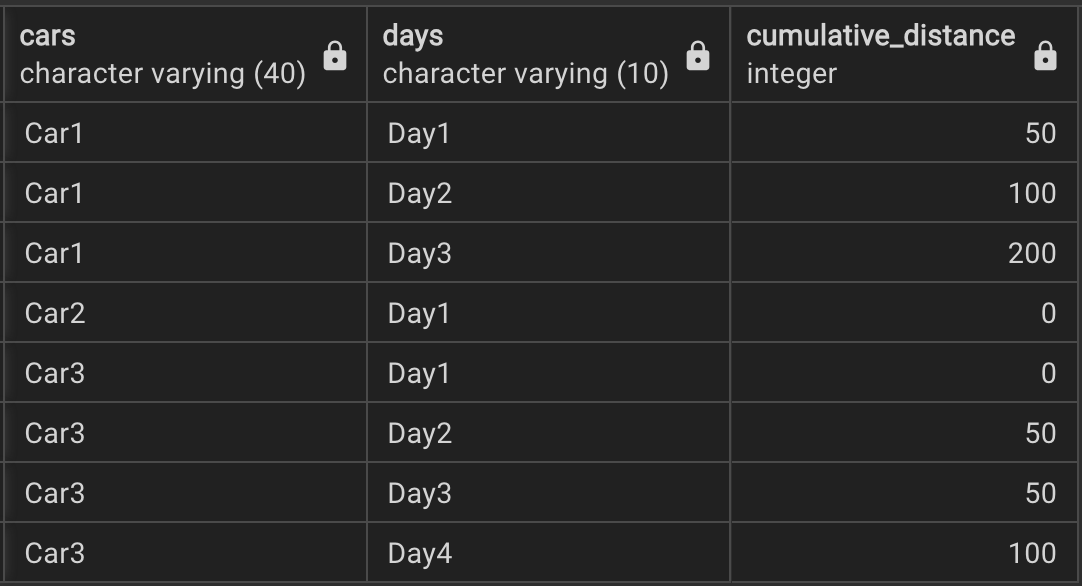 cars days cumulative_distance
character varying (40) character varying (10) integer
Car1 Day1 50
Car1 Day2 100
Car1 Day3 200
Car2 Day1 0
Car3 Day1 0
Car3 Day2 50
Car3 Day3 50
Car3 Day4 100